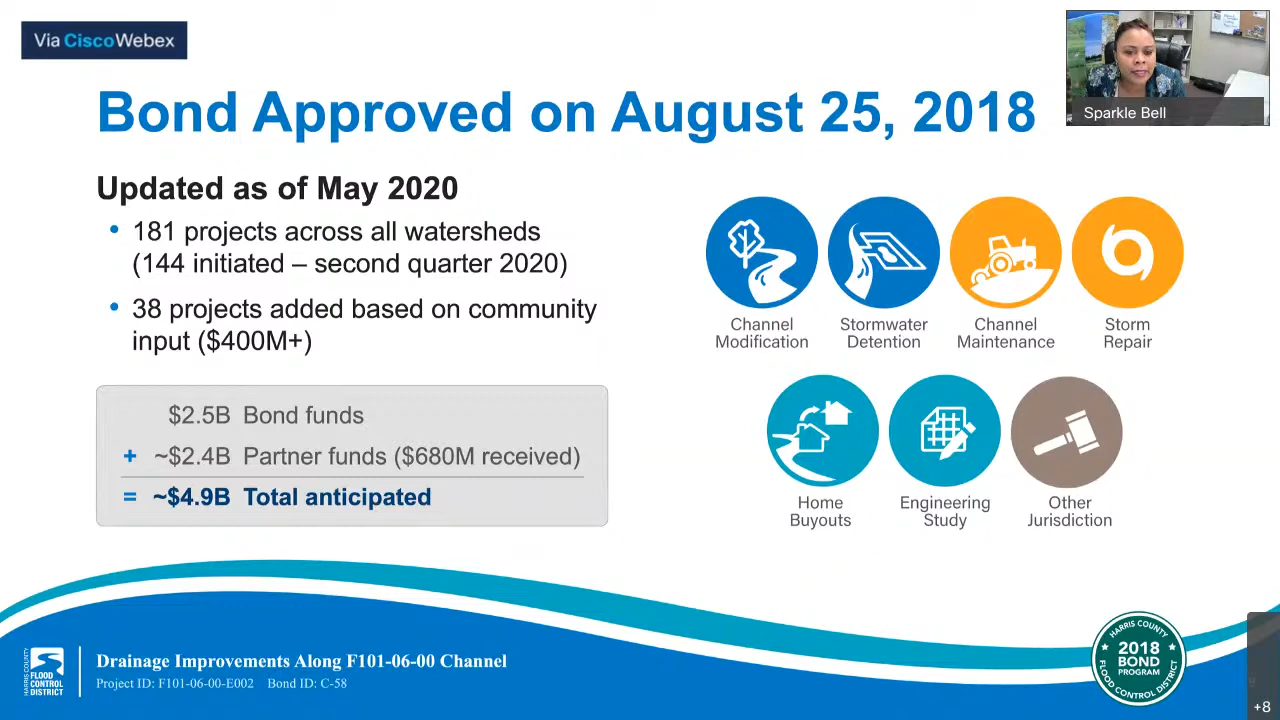 Via CiscoWebex
Sparkle Bell
Bond Approved on August 25, 2018
Updated as of May 2020
• 181 projects across all watersheds
(144 initiated – second quarter 2020)
• 38 projects added based on community
input ($400M+)
$2.5B Bond funds
+ ~$2.4B Partner funds ($680M received)
= ~$4.9B Total anticipated
Channel
Modification
Stormwater
Detention
Channel
Maintenance
Storm
Repair
Home
Buyouts
Engineering
Study
Other
Jurisdiction
HARRIS COUNTY
FLOOD
CONTROL
DISTRICT
Drainage Improvements Along F101-06-00 Channel
Project ID: F101-06-00-E002 Bond ID: C-58
HARRIS COUNTY
2018
BOND
PROGRAM
FLOOD CONTROL DISTRICT
+8